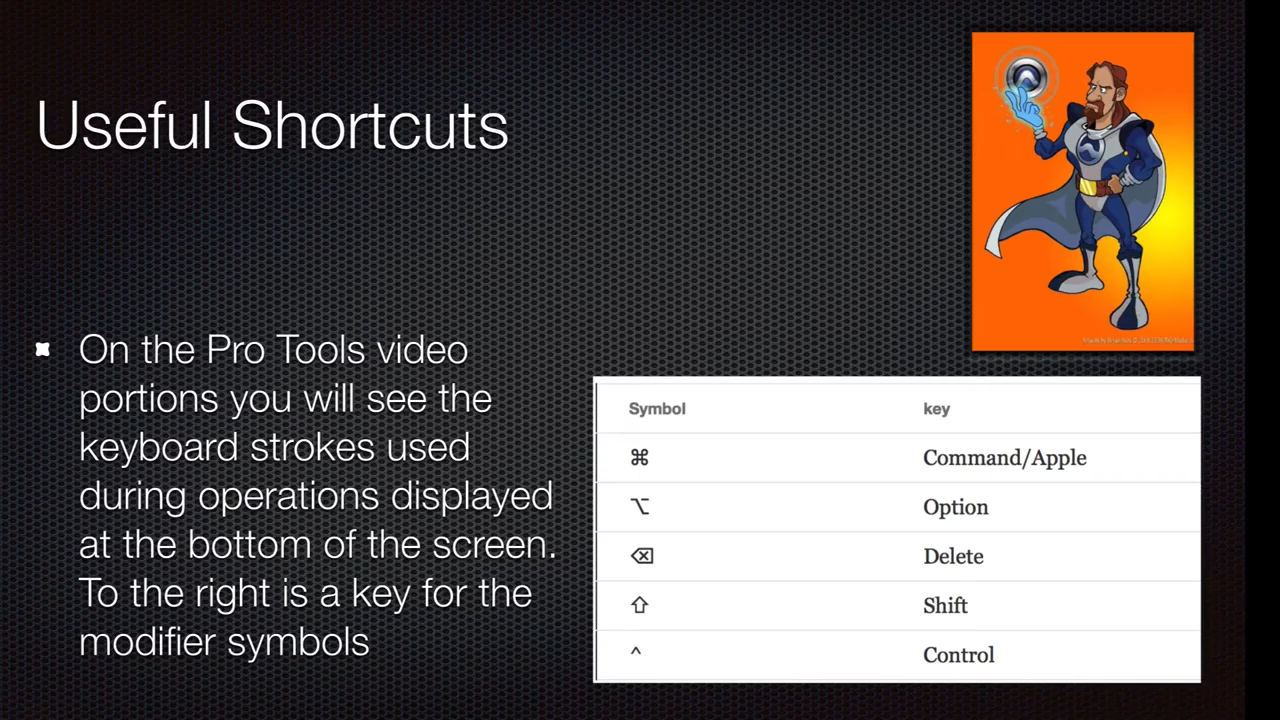 Useful Shortcuts
On the Pro Tools video
portions you will see the
keyboard strokes used
during operations displayed
at the bottom of the screen.
To the right is a key for the
modifier symbols
Symbol key
⌘ Command/Apple
⌥ Option
⌫ Delete
⇧ Shift
^ Control